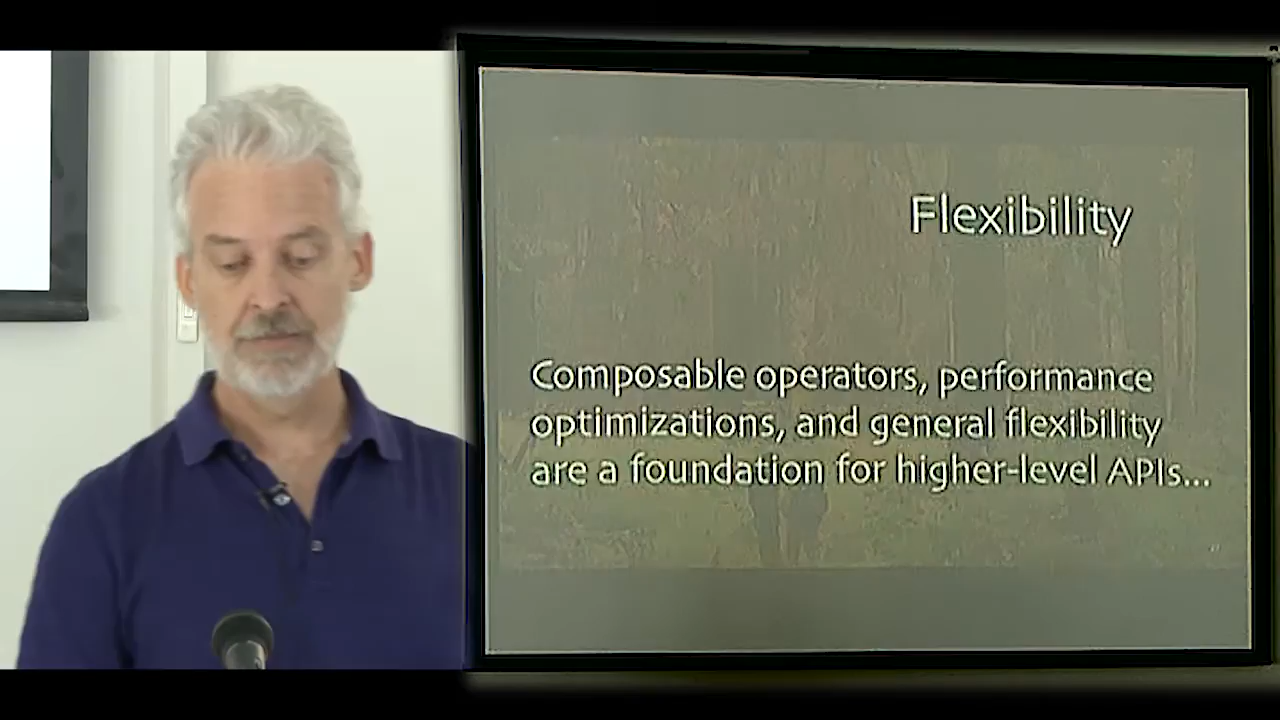 Flexibility
Composable operators, performance
optimizations, and general flexibility
are a foundation for higher-level APIs...